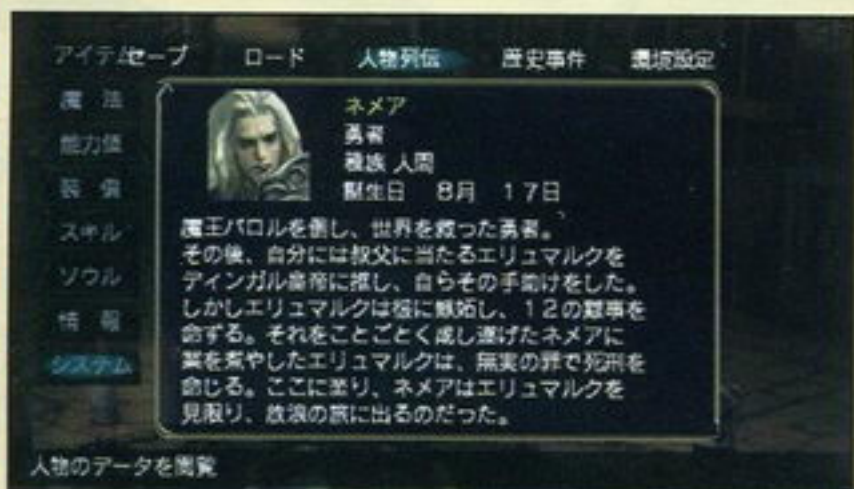 アイテム セーブ ロード 人物列伝 歴史事件 環境設定
魔 法
能力値
装 備
スキル
ソウル
情 報
システム
ネメア
勇者
種族 人間
誕生日 8月 17日
魔王バロルを倒し、世界を救った勇者。
その後、自分には叔父に当たるエリュマルクを
ディンガル皇帝に推し、自らその手助けをした。
しかしエリュマルクは彼に嫉妬し、12の難事を
命ずる。それをことごとく成し遂げたネメアに
業を煮やしたエリュマルクは、無実の罪で死刑を
命じる。ここに至り、ネメアはエリュマルクを
見限り、放浪の旅に出るのだった。
人物のデータを閲覧